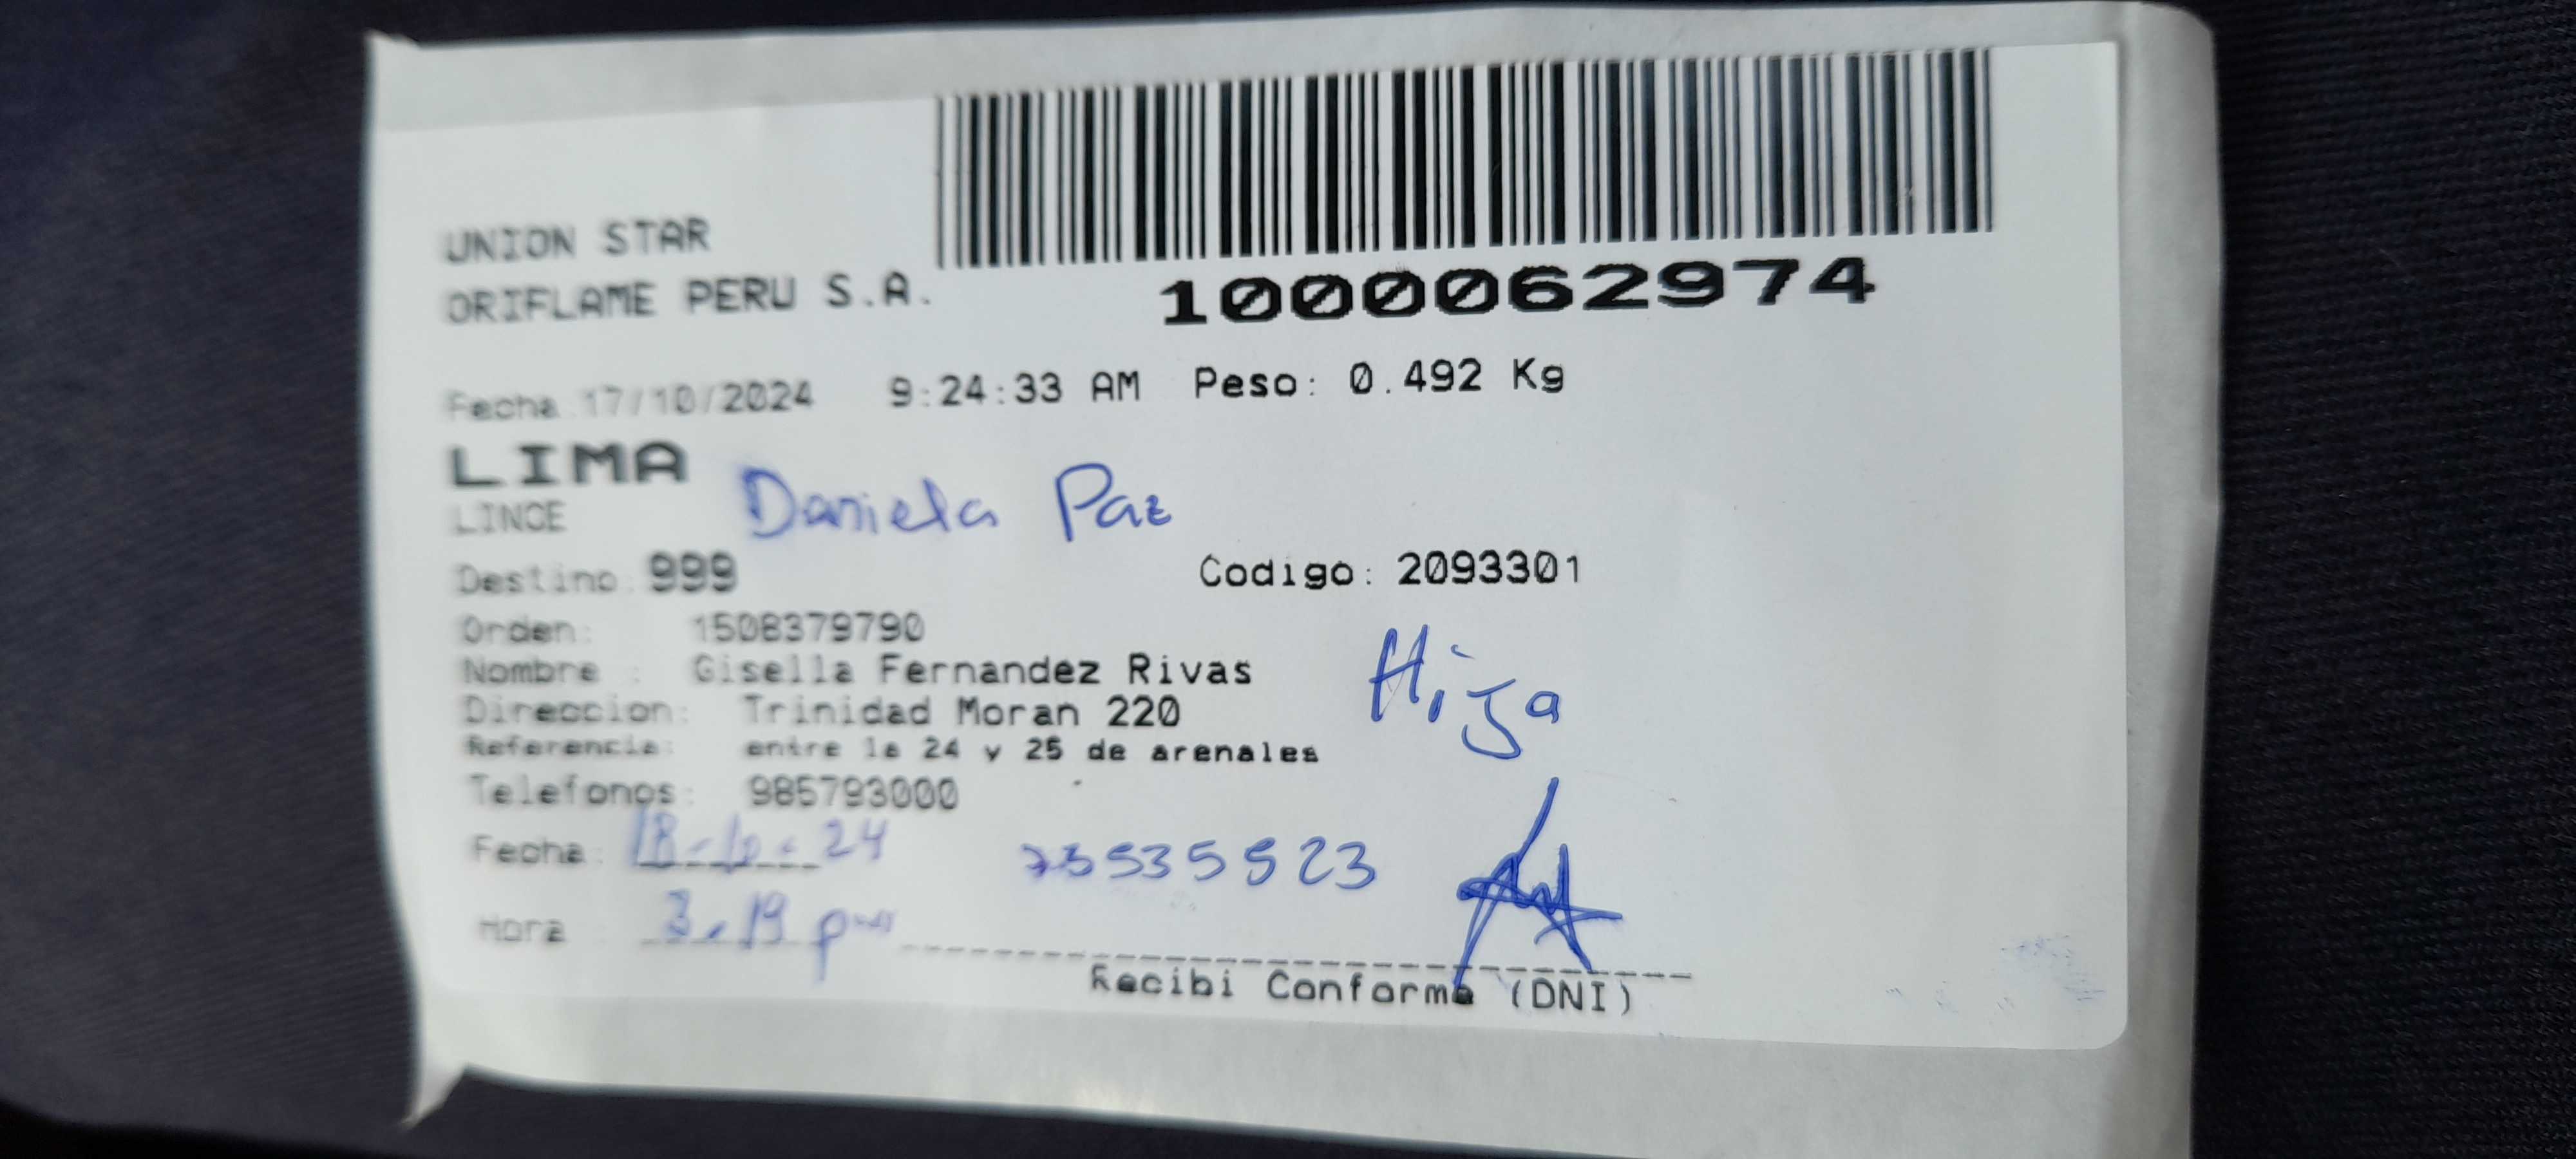 UNION STAR
ORIFLAME PERU S.A.
1000062974
Fecha 17/10/2024 9:24:33 AM Peso: 0.492 Kg
LIMA
LINCE
Daniela Paz
Destino: 999 Codigo: 2093301
Orden: 1508379790
Nombre : Gisella Fernandez Rivas
Direccion: Trinidad Moran 220
Hija
Referencia: entre la 24 y 25 de arenales
Telefonos: 985793000
Fecha: 18-10-24
73535523
Hora 3.19 pm
Recibi Conforme (DNI)